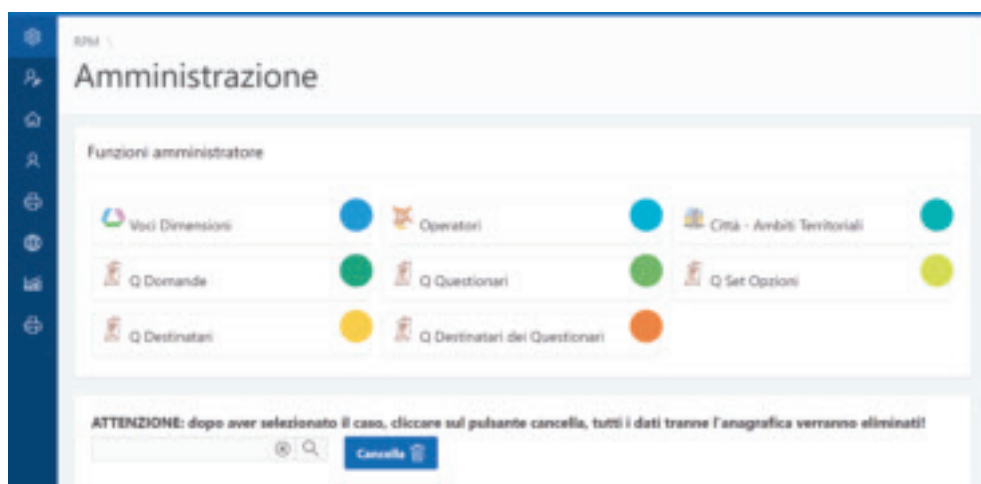 RPM \
Amministrazione
Funzioni amministratore
Voci Dimensioni
Operatori
Città - Ambiti Territoriali
Q Domande
Q Questionari
Q Set Opzioni
Q Destinatari
Q Destinatari dei Questionari
ATTENZIONE: dopo aver selezionato il caso, cliccare sul pulsante cancella, tutti i dati tranne l'anagrafica verranno eliminati!
Cancella